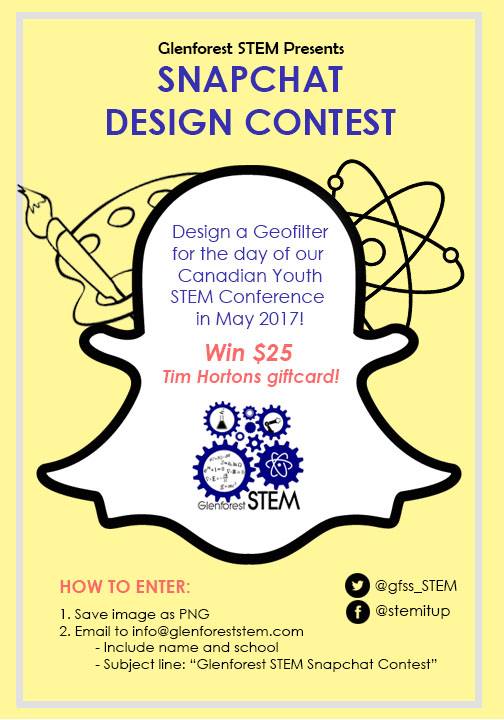 Glenforest STEM Presents
SNAPCHAT
DESIGN CONTEST
Design a Geofilter
for the day of our
Canadian Youth
STEM Conference
in May 2017!
Win $25
Tim Hortons giftcard!
Glenforest STEM
HOW TO ENTER:
1. Save image as PNG
2. Email to info@glenforeststem.com
- Include name and school
- Subject line: “Glenforest STEM Snapchat Contest”
@gfss_STEM
@stemitup